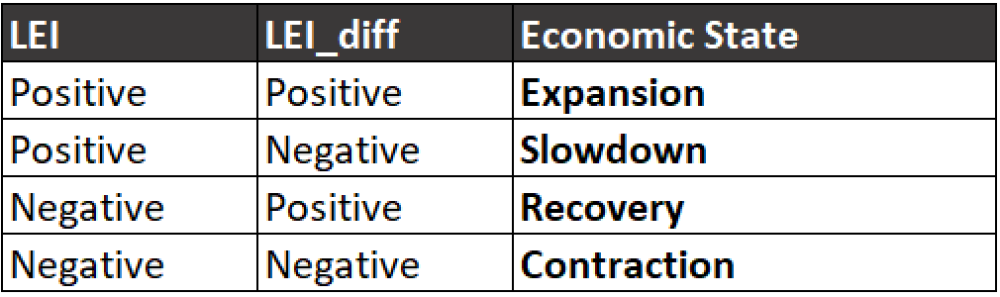 LEI LEI_diff Economic State
Positive Positive Expansion
Positive Negative Slowdown
Negative Positive Recovery
Negative Negative Contraction